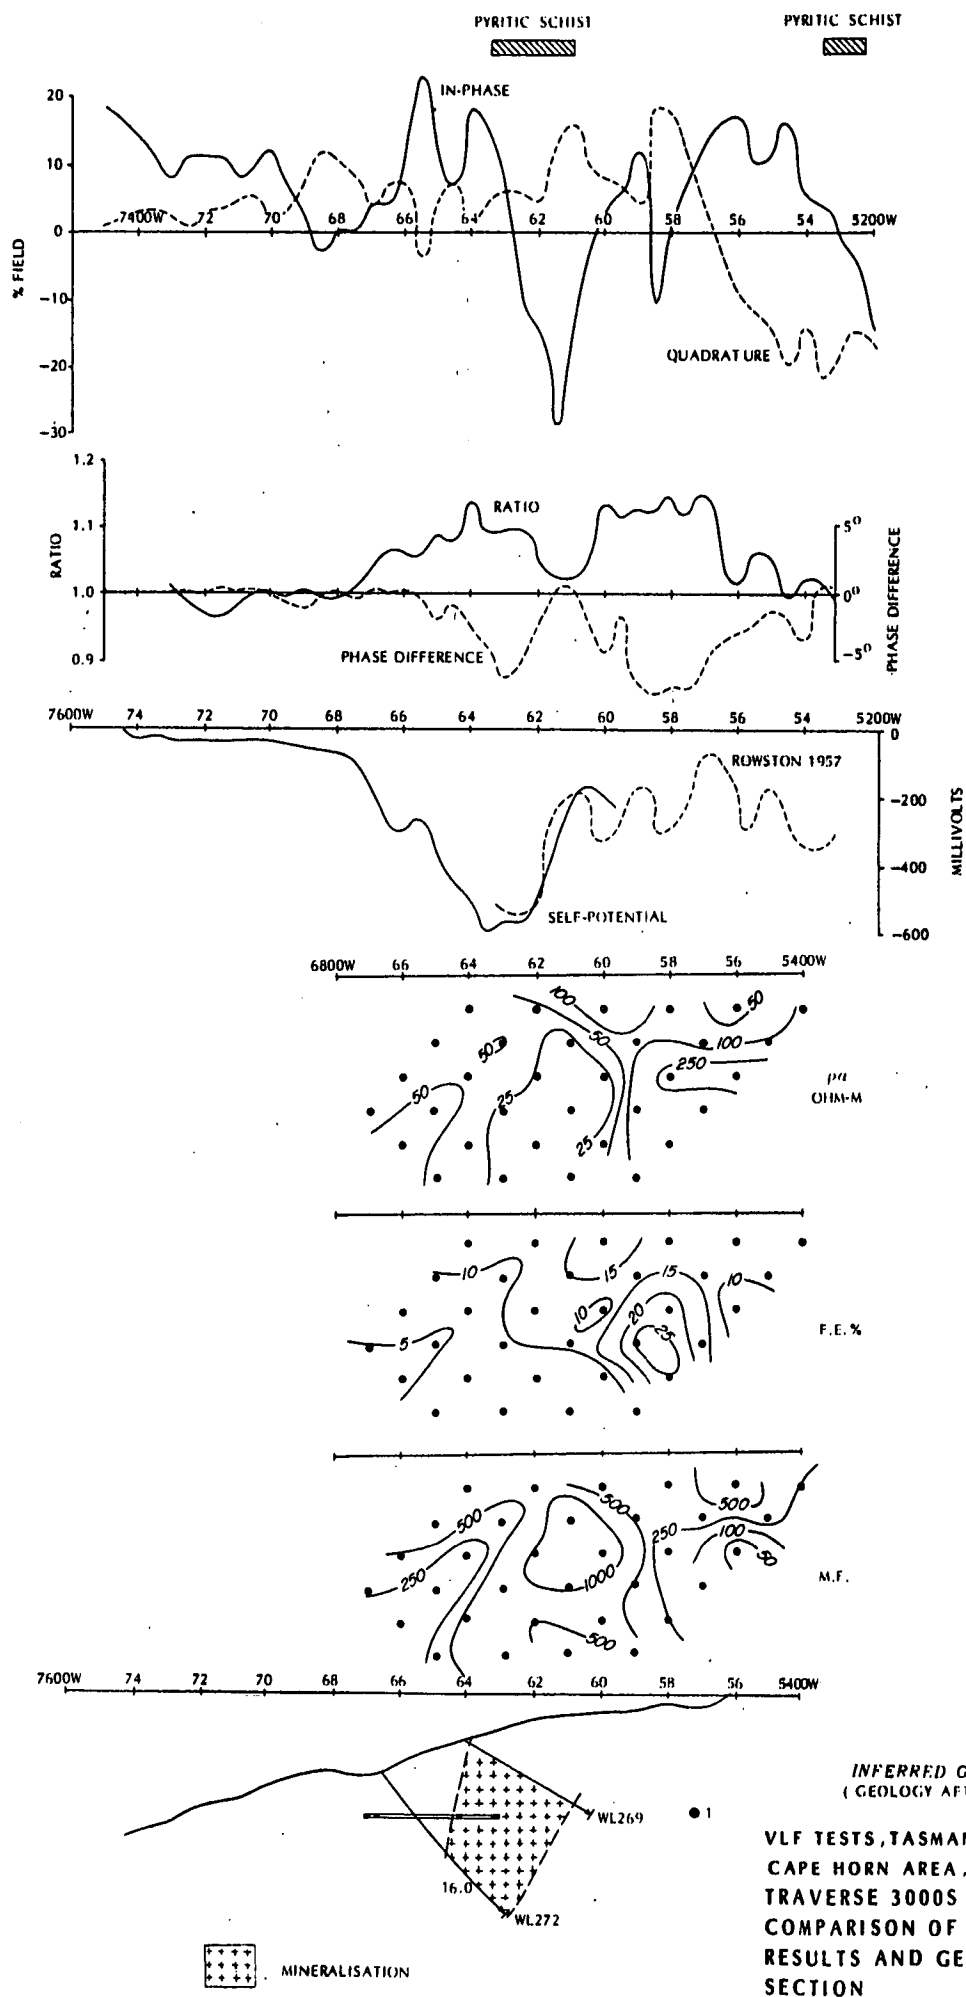 PYRITIC SCHIST
PYRITIC SCHIST
20
10
0
-10
-20
-30
% FIELD
IN-PHASE
QUADRATURE
7400W 72 70 68 66 64 62 60 58 56 54 5200W
1.2
1.1
1.0
0.9
RATIO
RATIO
PHASE DIFFERENCE
5°
0°
-5°
PHASE DIFFERENCE
7600W 74 72 70 68 66 64 62 60 58 56 54 5200W
0
-200
-400
-600
MILLIVOLTS
ROWSTON 1957
SELF-POTENTIAL
6800W 66 64 62 60 58 56 5400W
100
50
50
50
100
250
50
25
25
ρa
OHM-M
10
15
15
10
10
20
25
5
F.E.%
500
500
500
250
100
50
250
1000
500
M.F.
7600W 74 72 70 68 66 64 62 60 58 56 5400W
WL269
16.0
WL272
MINERALISATION
1
INFERRED G
(GEOLOGY AF
VLF TESTS, TASMA
CAPE HORN AREA,
TRAVERSE 3000S
COMPARISON OF
RESULTS AND GE
SECTION